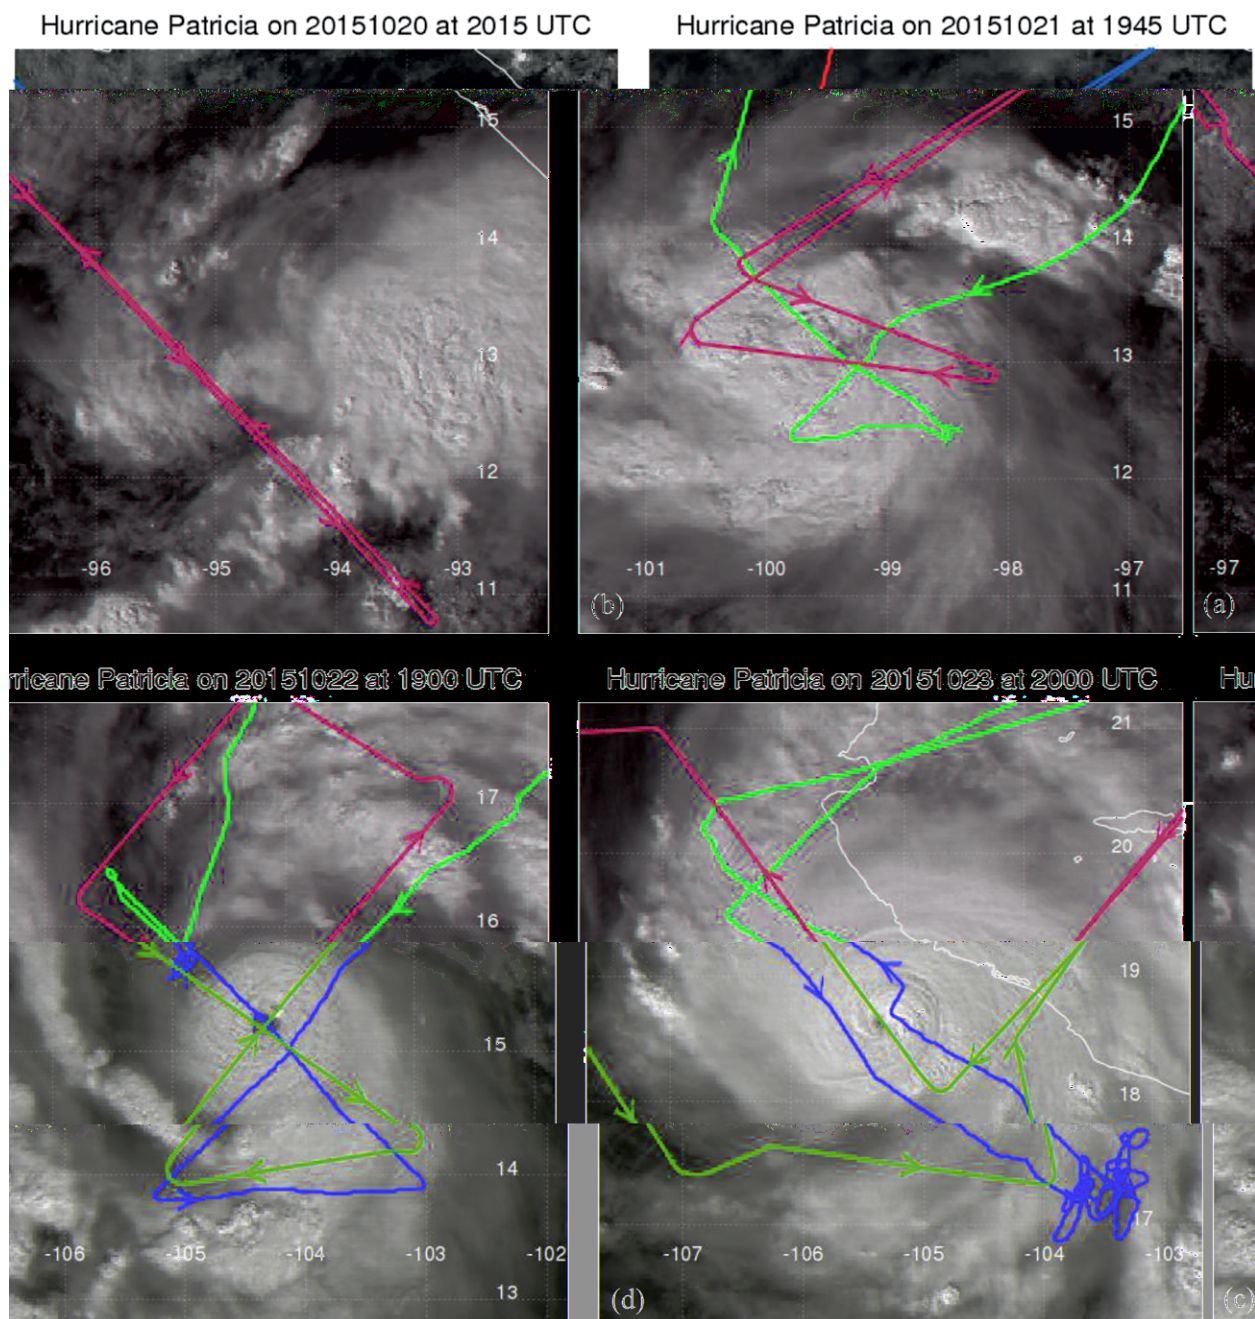 Hurricane Patricia on 20151020 at 2015 UTC
Hurricane Patricia on 20151021 at 1945 UTC
15
14
13
12
-96 -95 -94 -93
11
15
14
13
12
-101 -100 -99 -98 -97
11
(b)
-97
(a)
rricane Patricia on 20151022 at 1900 UTC
Hurricane Patricia on 20151023 at 2000 UTC
Hu
17
16
15
14
-106 -105 -104 -103 -102
13
21
20
19
18
17
-107 -106 -105 -104 -103
(d)
(c)